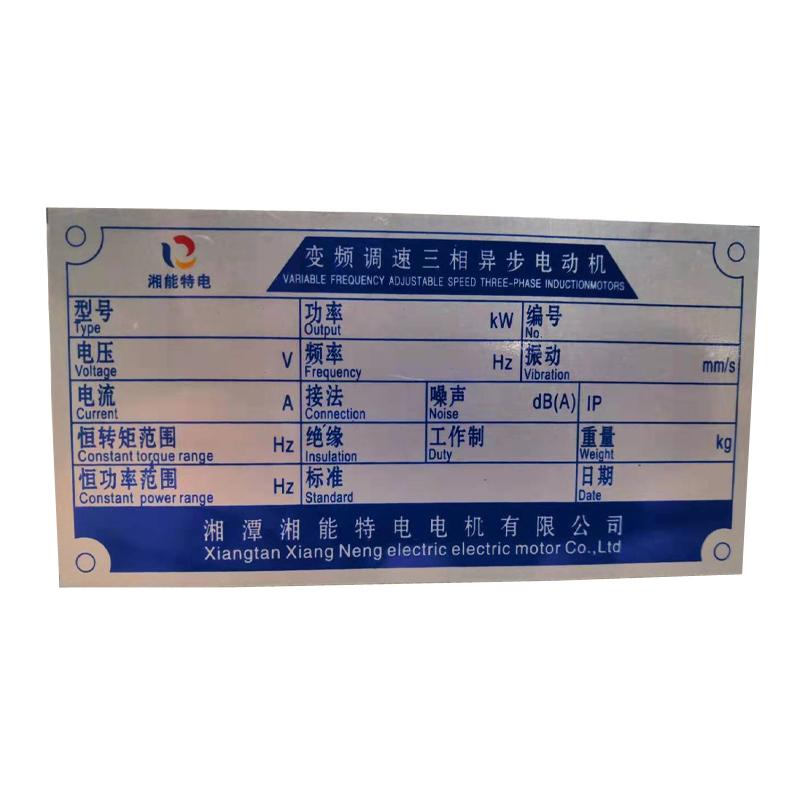 湘能特电
变频调速三相异步电动机
VARIABLE FREQUENCY ADJUSTABLE SPEED THREE-PHASE INDUCTIONMOTORS
型号 功率 kW 编号
Type Output No.
电压 V 频率 Hz 振动 mm/s
Voltage Frequency Vibration
电流 A 接法 噪声 dB(A) IP
Current Connection Noise
恒转矩范围 Hz 绝缘 工作制 重量 kg
Constant torque range Insulation Duty Weight
恒功率范围 Hz 标准 日期
Constant power range Standard Date
湘潭湘能特电电机有限公司
Xiangtan Xiang Neng electric electric motor Co.,Ltd